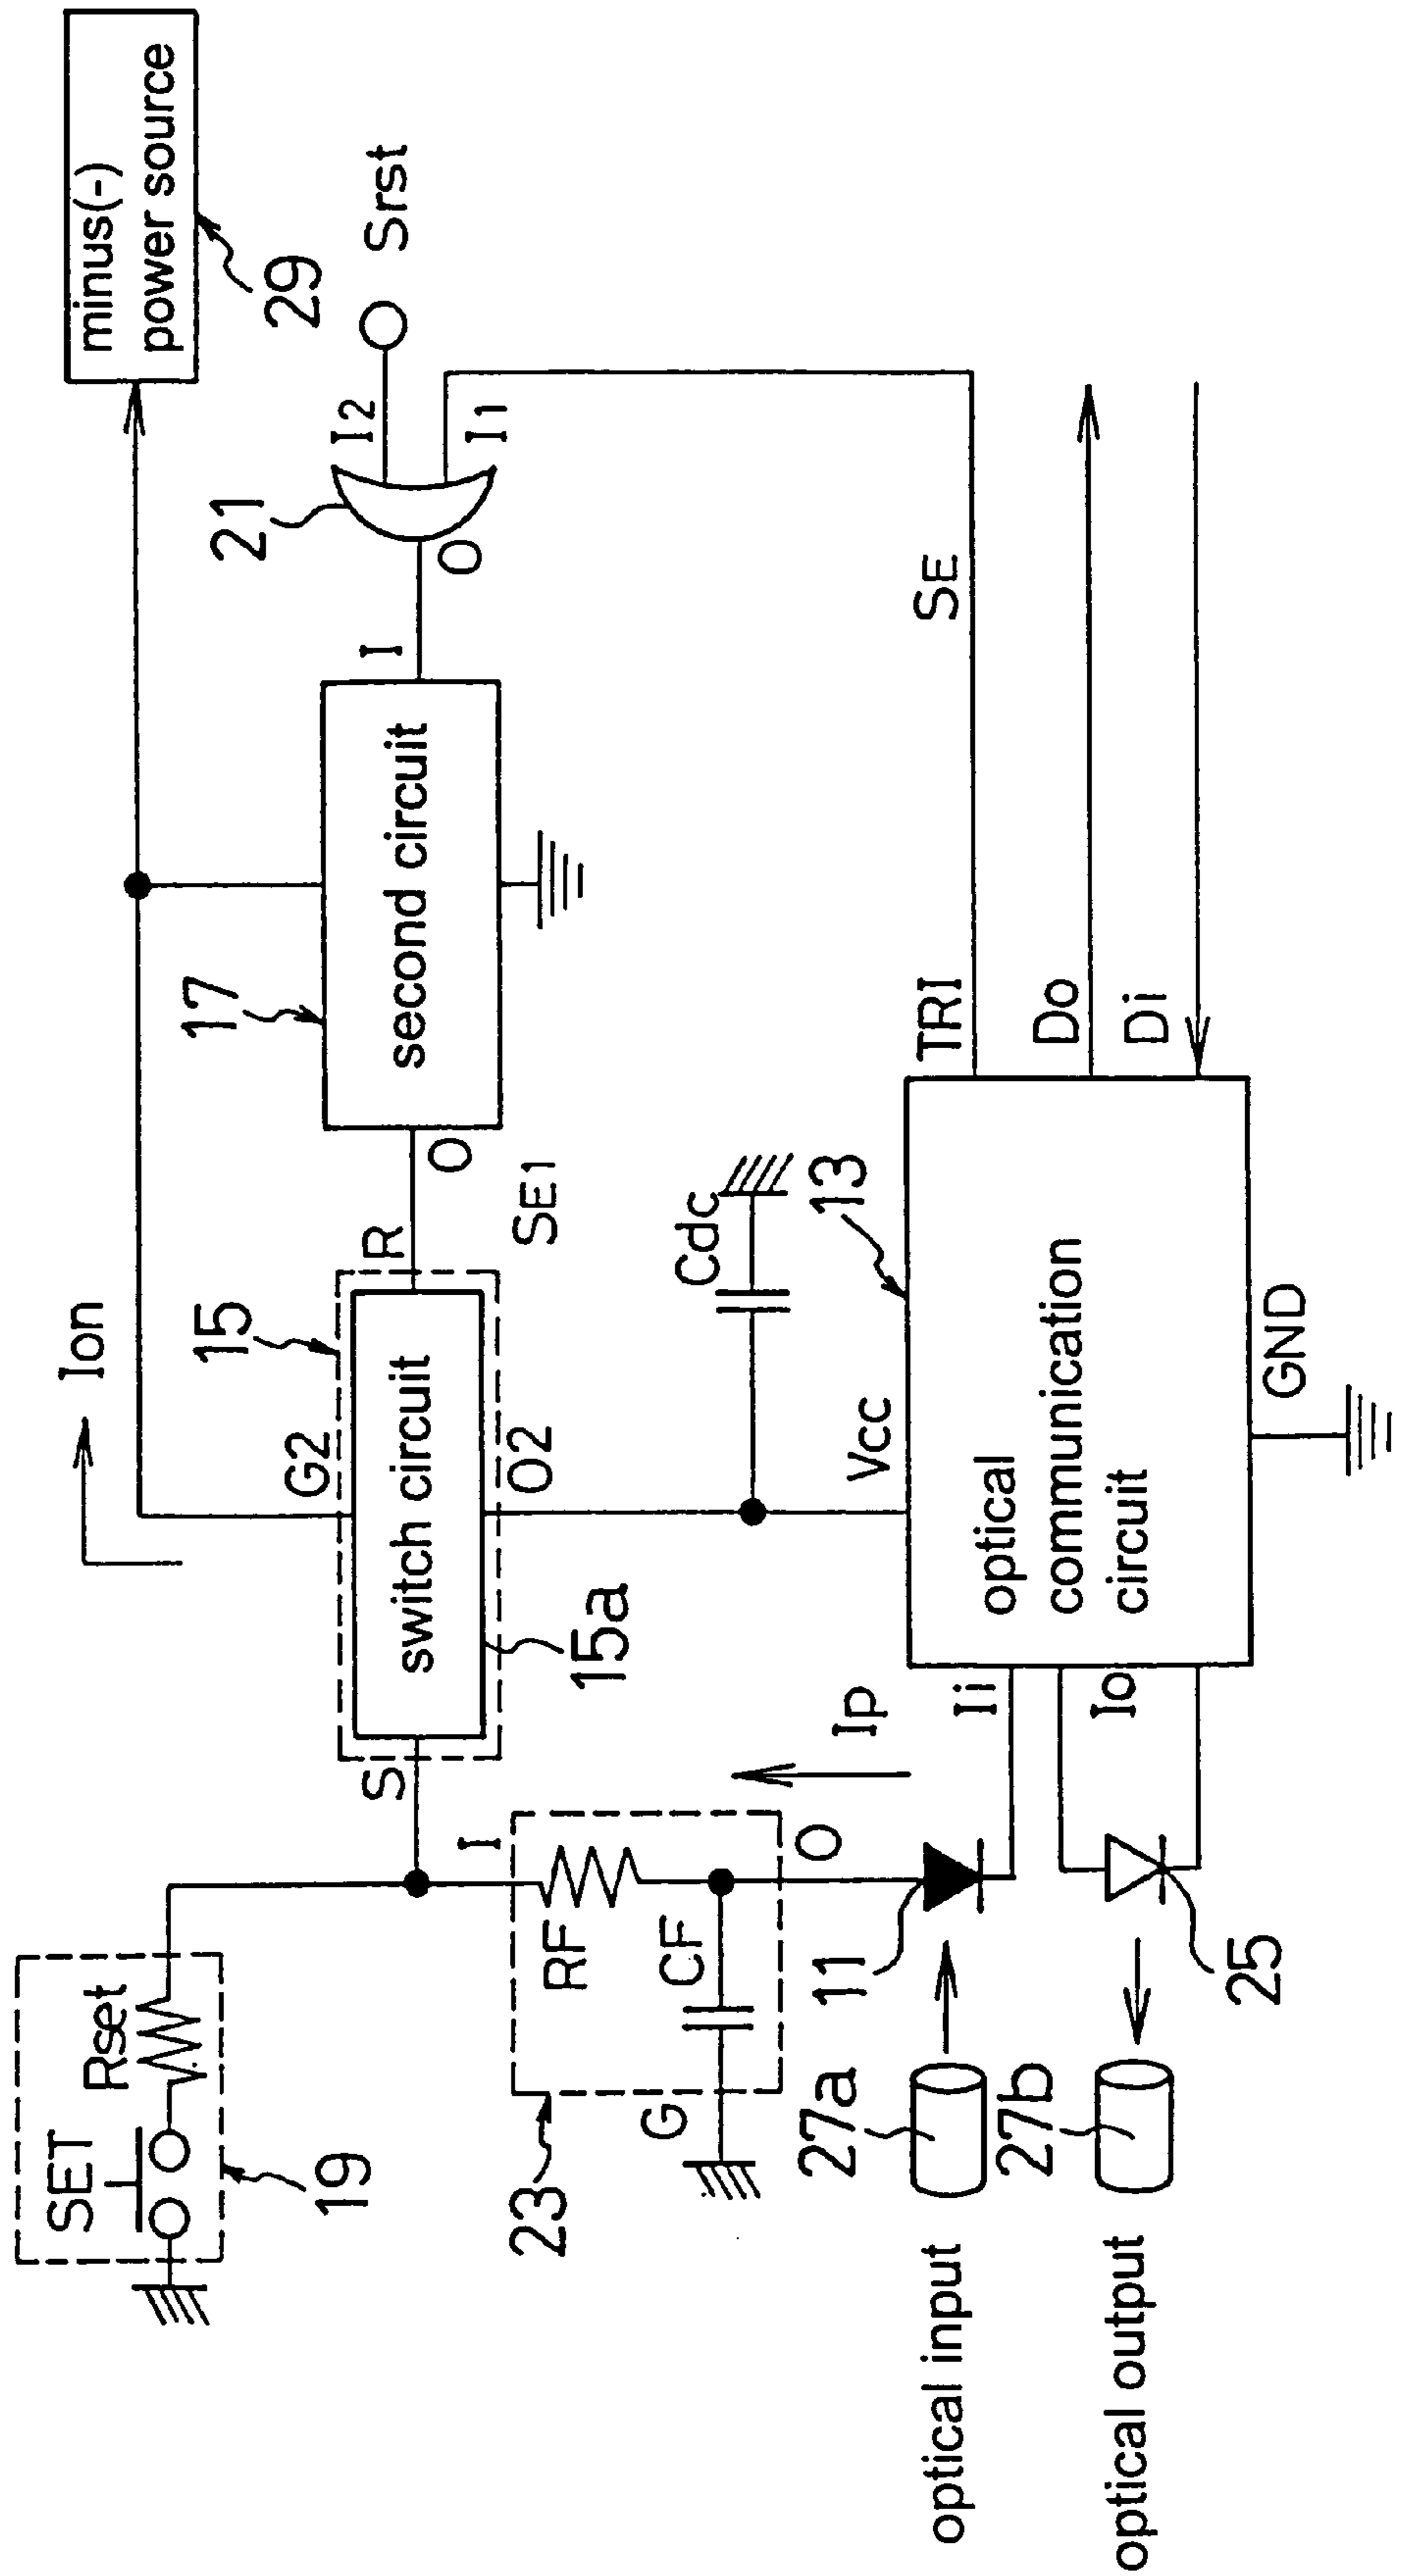 SET
Rset
19
I
RF
CF
G
O
23
S
switch circuit
15
15a
G2
O2
R
Ion
SE1
O
second circuit
17
I
O
21
I2
I1
Srst
minus(-)
power source
29
SE
Cdc
13
Vcc
TRI
Do
Di
optical
communication
circuit
GND
Ip
Ii
Io
11
25
27a
27b
optical input
optical output